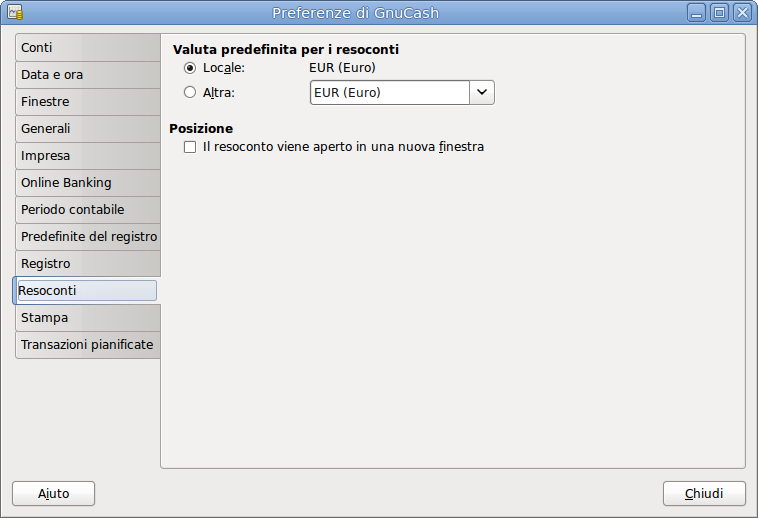 Preferenze di GnuCash
Conti
Data e ora
Finestre
Generali
Impresa
Online Banking
Periodo contabile
Predefinite del registro
Registro
Resoconti
Stampa
Transazioni pianificate
Valuta predefinita per i resoconti
Locale: EUR (Euro)
Altra: EUR (Euro)
Posizione
Il resoconto viene aperto in una nuova finestra
Aiuto
Chiudi